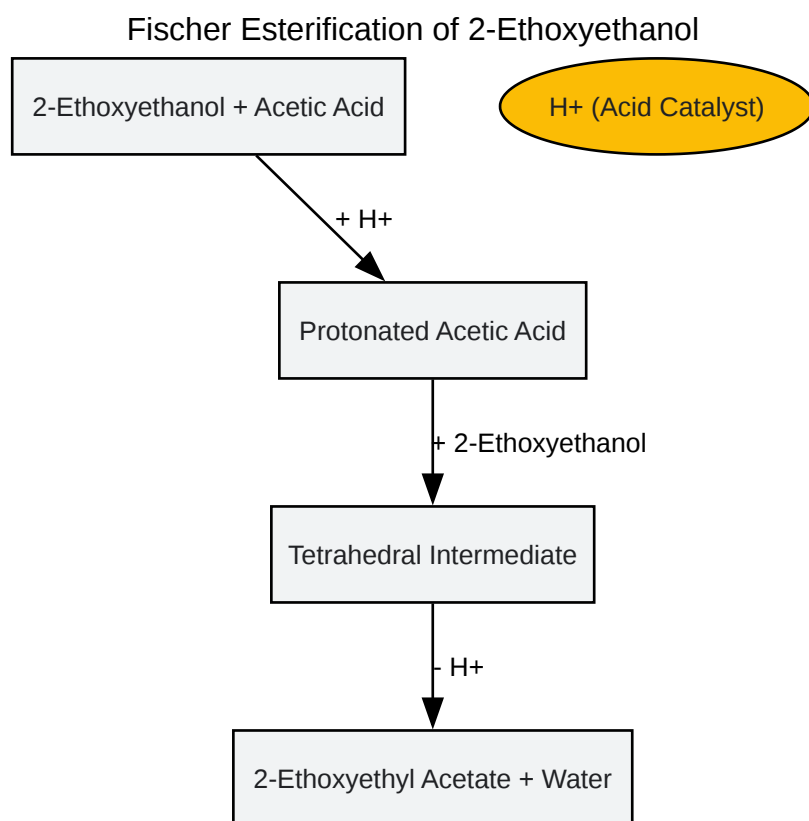 Fischer Esterification of 2-Ethoxyethanol
2-Ethoxyethanol + Acetic Acid
H+ (Acid Catalyst)
+ H+
Protonated Acetic Acid
+ 2-Ethoxyethanol
Tetrahedral Intermediate
- H+
2-Ethoxyethyl Acetate + Water